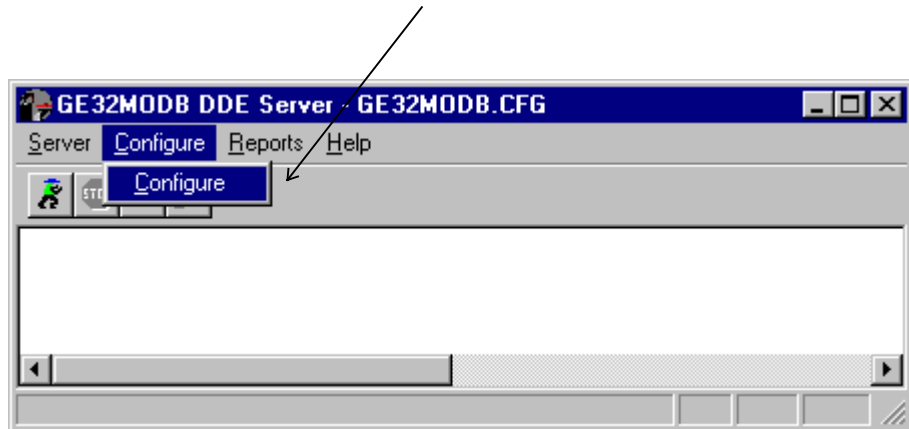 GE32MODB DDE Server - GE32MODB.CFG
Server Configure Reports Help
Configure